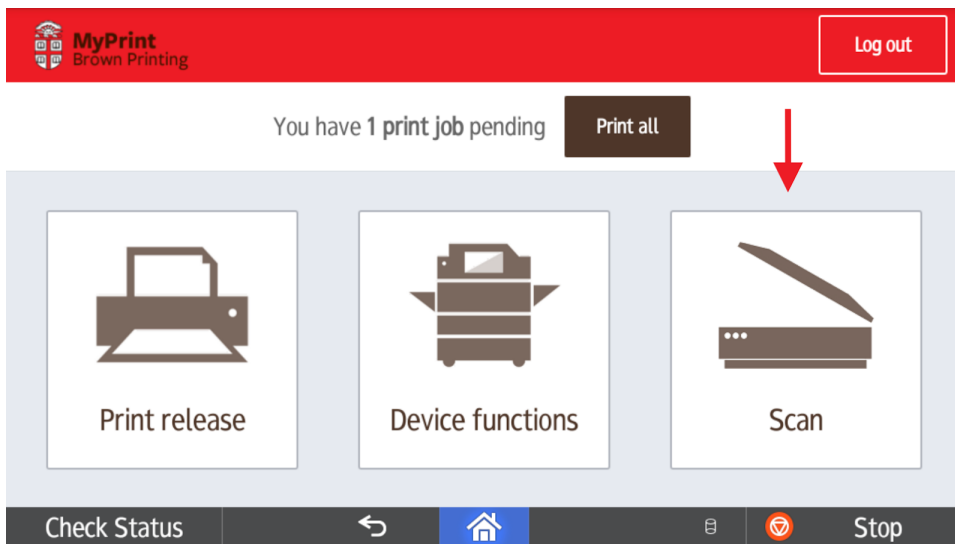 MyPrint
Brown Printing
Log out
You have 1 print job pending
Print all
Print release
Device functions
Scan
Check Status
Stop